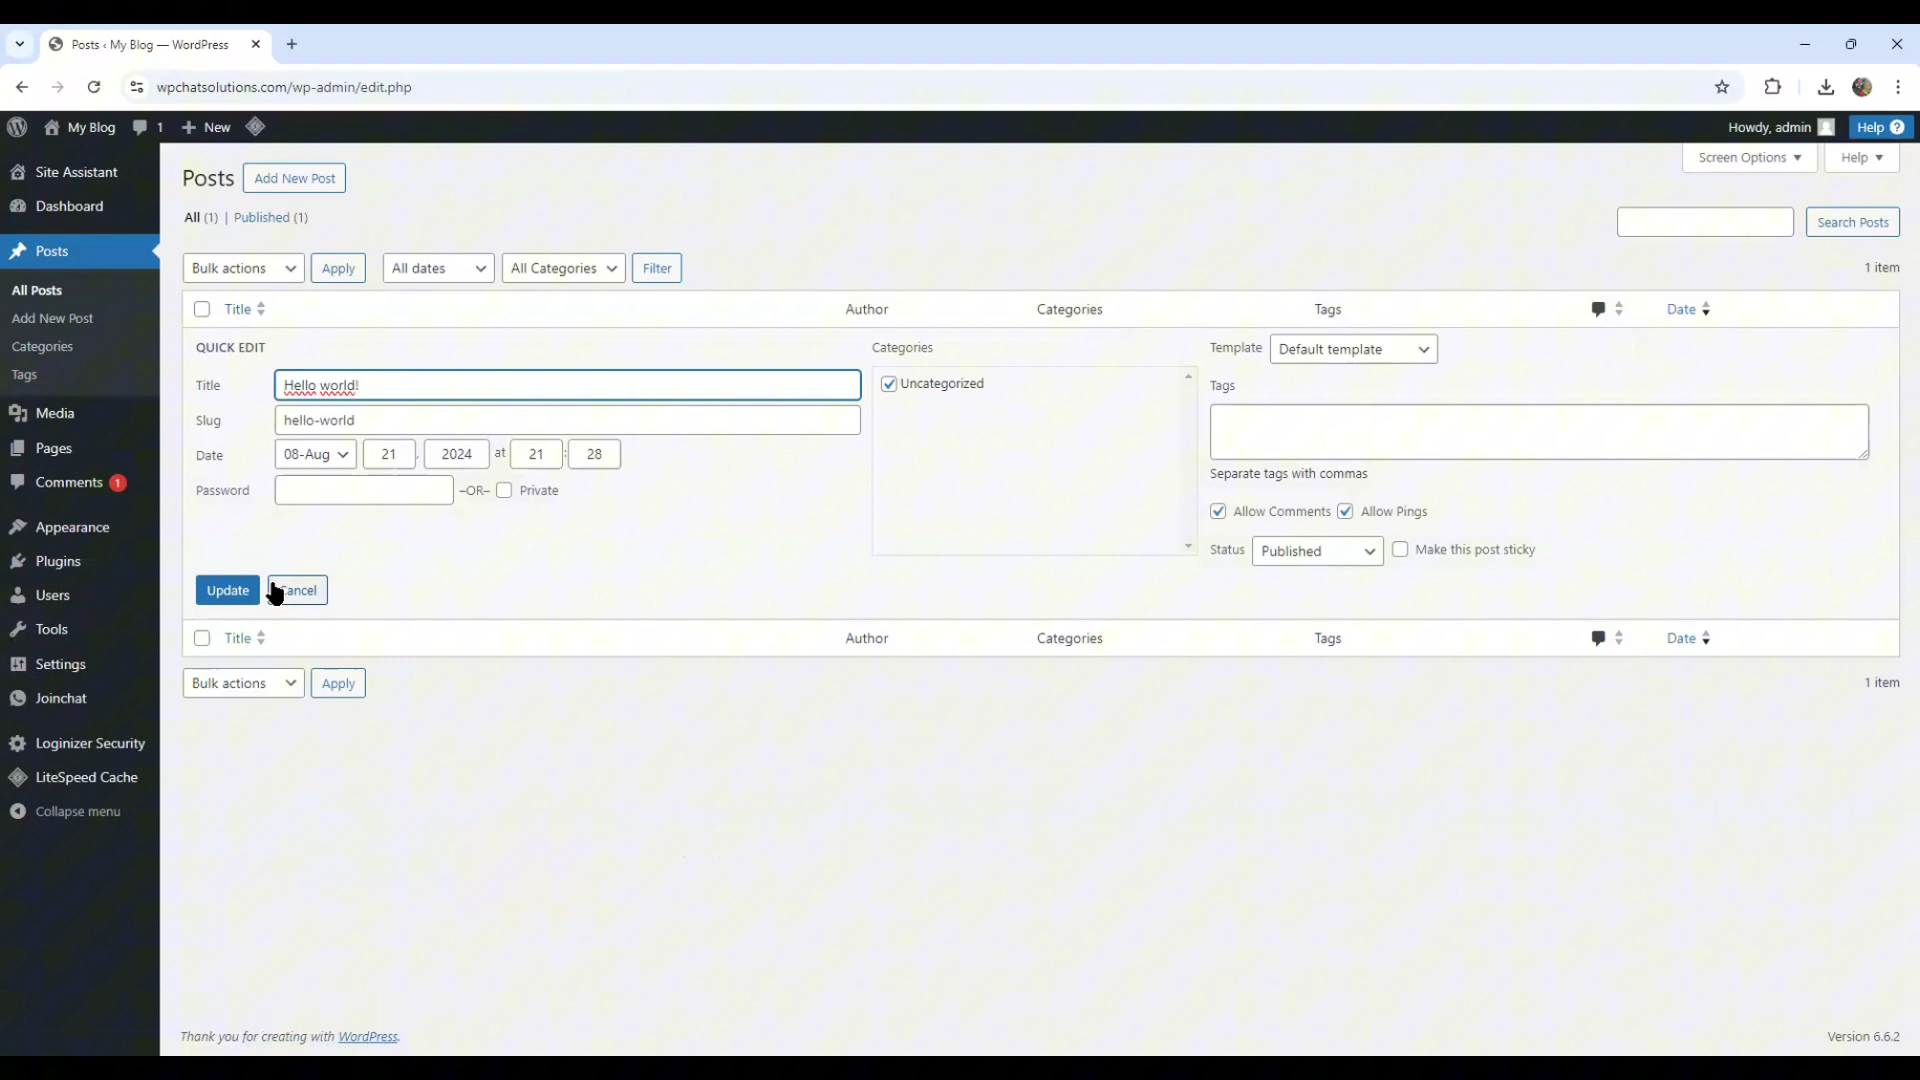 Posts ‹ My Blog — WordPress
wpchatsolutions.com/wp-admin/edit.php
My Blog 1 New Howdy, admin Help ?
Screen Options Help
Site Assistant
Dashboard
Posts
All Posts
Add New Post
Categories
Tags
Media
Pages
Comments 1
Appearance
Plugins
Users
Tools
Settings
Joinchat
Loginizer Security
LiteSpeed Cache
Collapse menu
Posts Add New Post
All (1) | Published (1)
Search Posts
Bulk actions Apply All dates All Categories Filter 1 item
Title Author Categories Tags Date
QUICK EDIT
Title Hello world!
Slug hello-world
Date 08-Aug 21, 2024 at 21:28
Password –OR– Private
Categories
Uncategorized
Template Default template
Tags
Separate tags with commas
Allow Comments Allow Pings
Status Published Make this post sticky
Update Cancel
Title Author Categories Tags Date
Bulk actions Apply 1 item
Thank you for creating with WordPress. Version 6.6.2